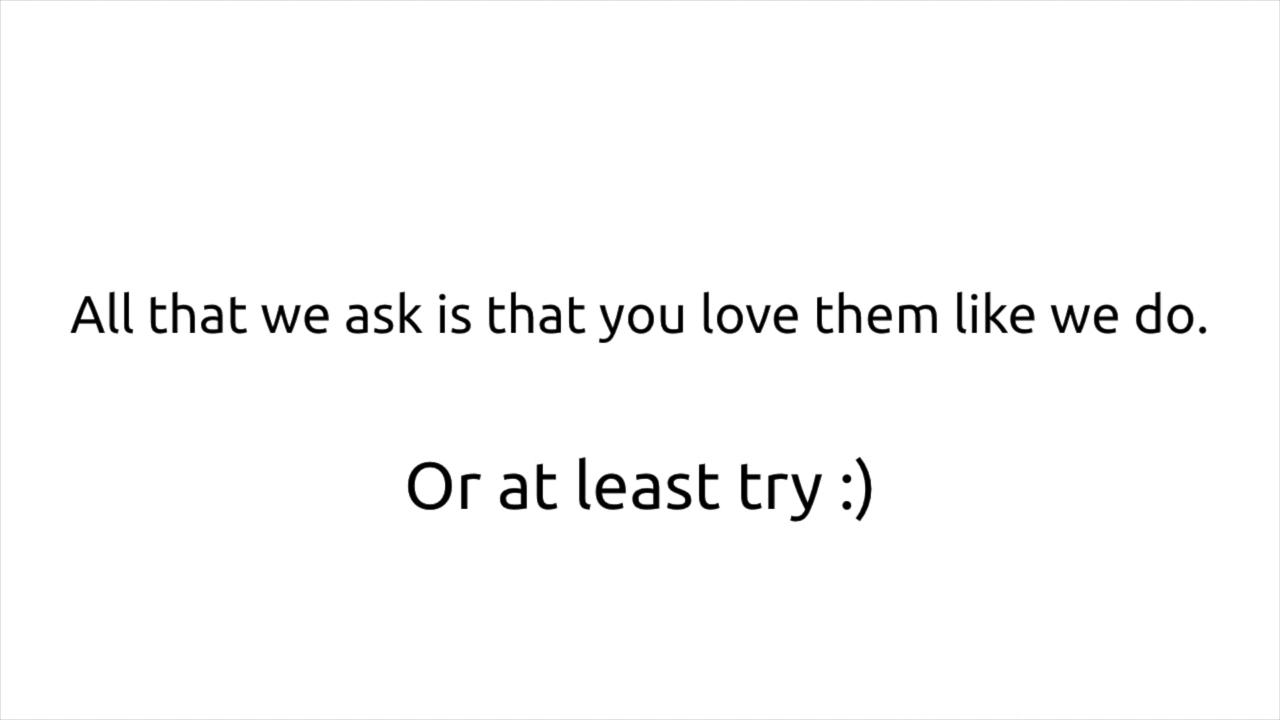 All that we ask is that you love them like we do.
Or at least try :)